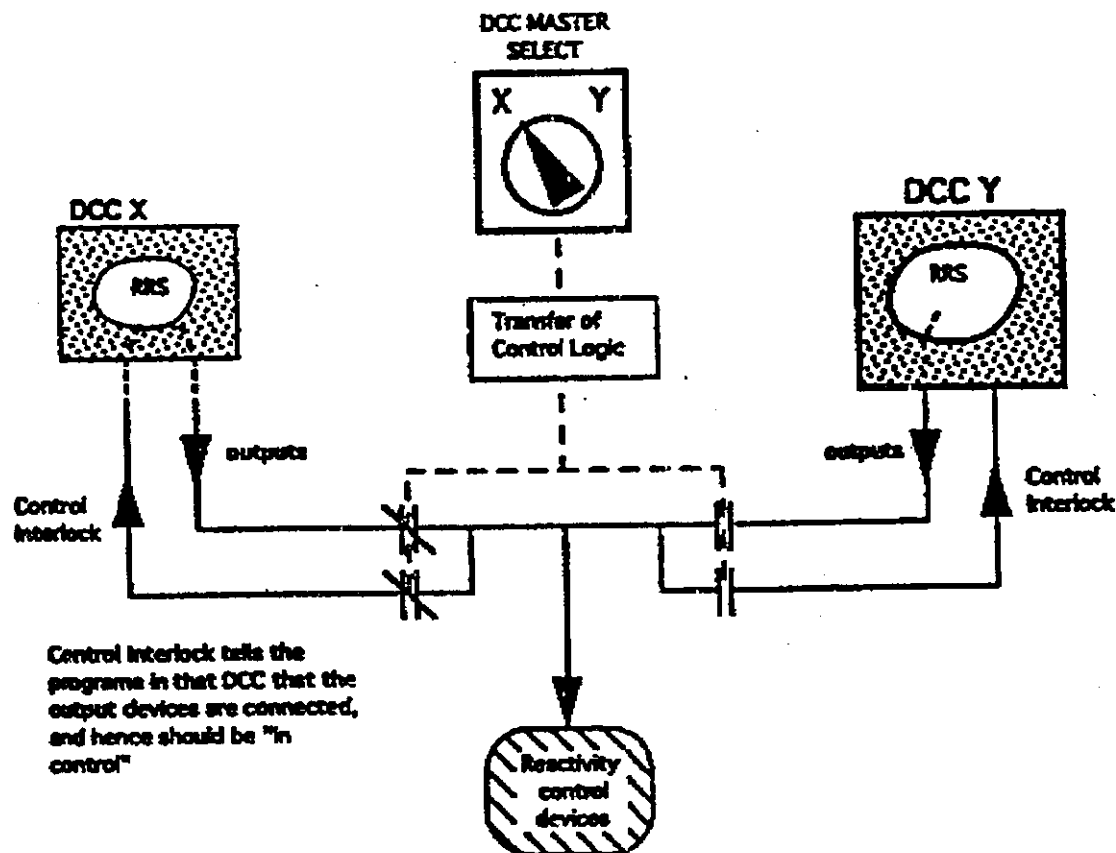 DCC MASTER
SELECT
X Y
DCC X
RRS
DCC Y
RRS
Transfer of
Control Logic
outputs
outputs
Control
Interlock
Control
Interlock
Control Interlock tells the
programs in that DCC that the
output devices are connected,
and hence should be "in
control"
Reactivity
control
devices